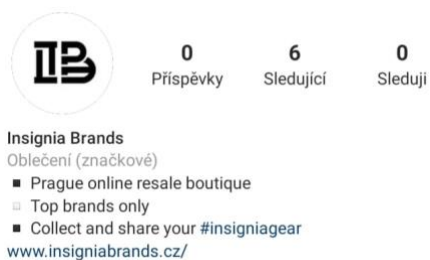 IB
0 6 0
Příspěvky Sledující Sleduji
Insignia Brands
Oblečení (značkové)
▪ Prague online resale boutique
▫ Top brands only
▪ Collect and share your #insigniagear
www.insigniabrands.cz/